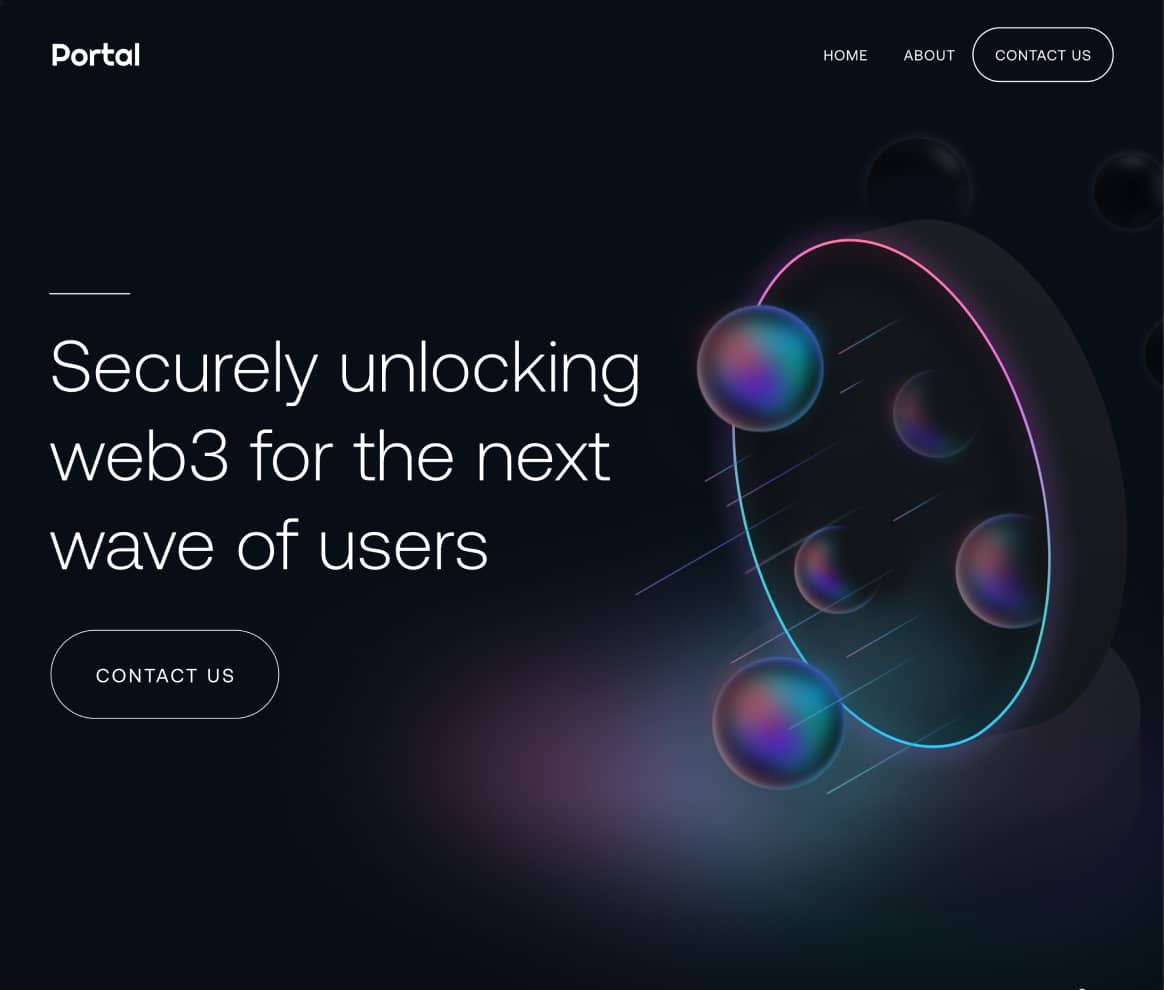 Portal
HOME ABOUT CONTACT US
Securely unlocking
web3 for the next
wave of users
CONTACT US